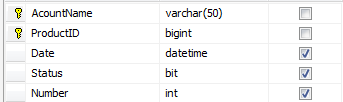 AcountName varchar(50)
ProductID bigint
Date datetime
Status bit
Number int